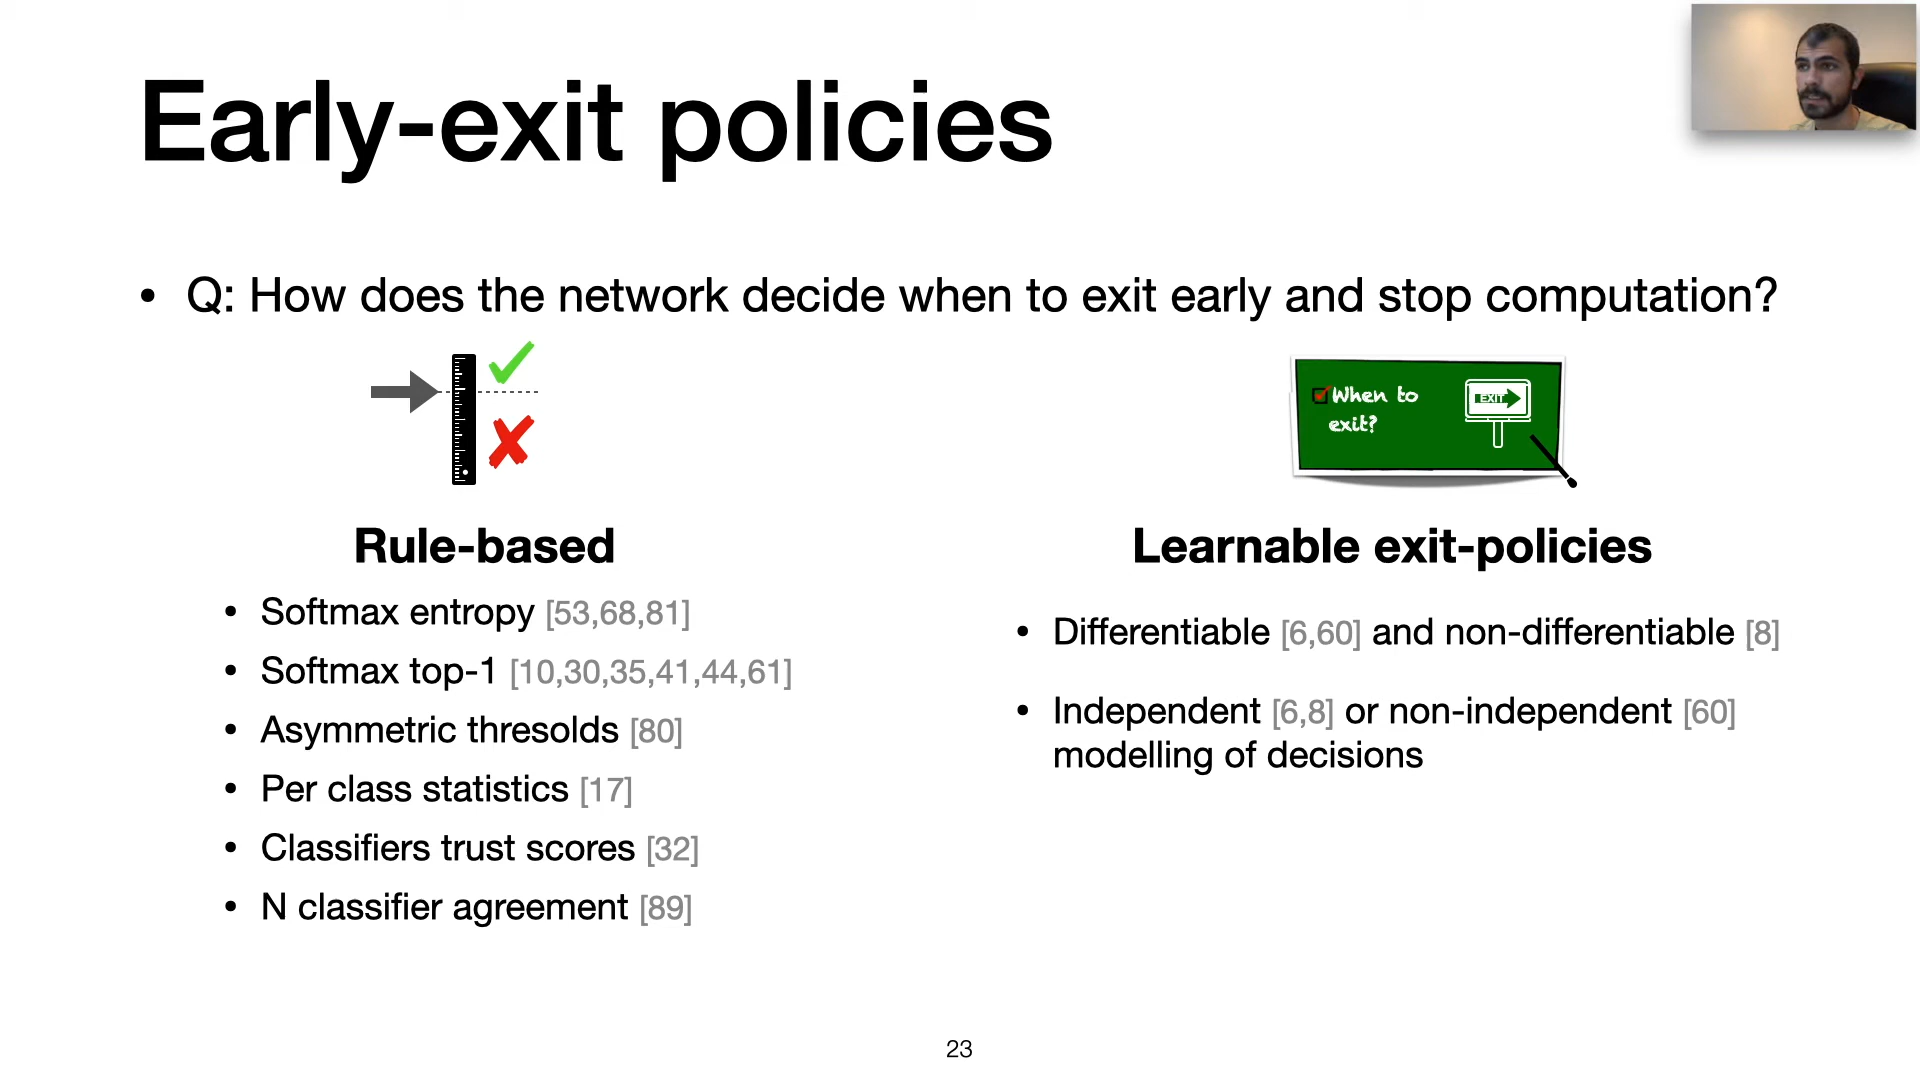 Early-exit policies
• Q: How does the network decide when to exit early and stop computation?
When to
exit?
EXIT
Rule-based
• Softmax entropy [53,68,81]
• Softmax top-1 [10,30,35,41,44,61]
• Asymmetric thresolds [80]
• Per class statistics [17]
• Classifiers trust scores [32]
• N classifier agreement [89]
Learnable exit-policies
• Differentiable [6,60] and non-differentiable [8]
• Independent [6,8] or non-independent [60]
modelling of decisions
23